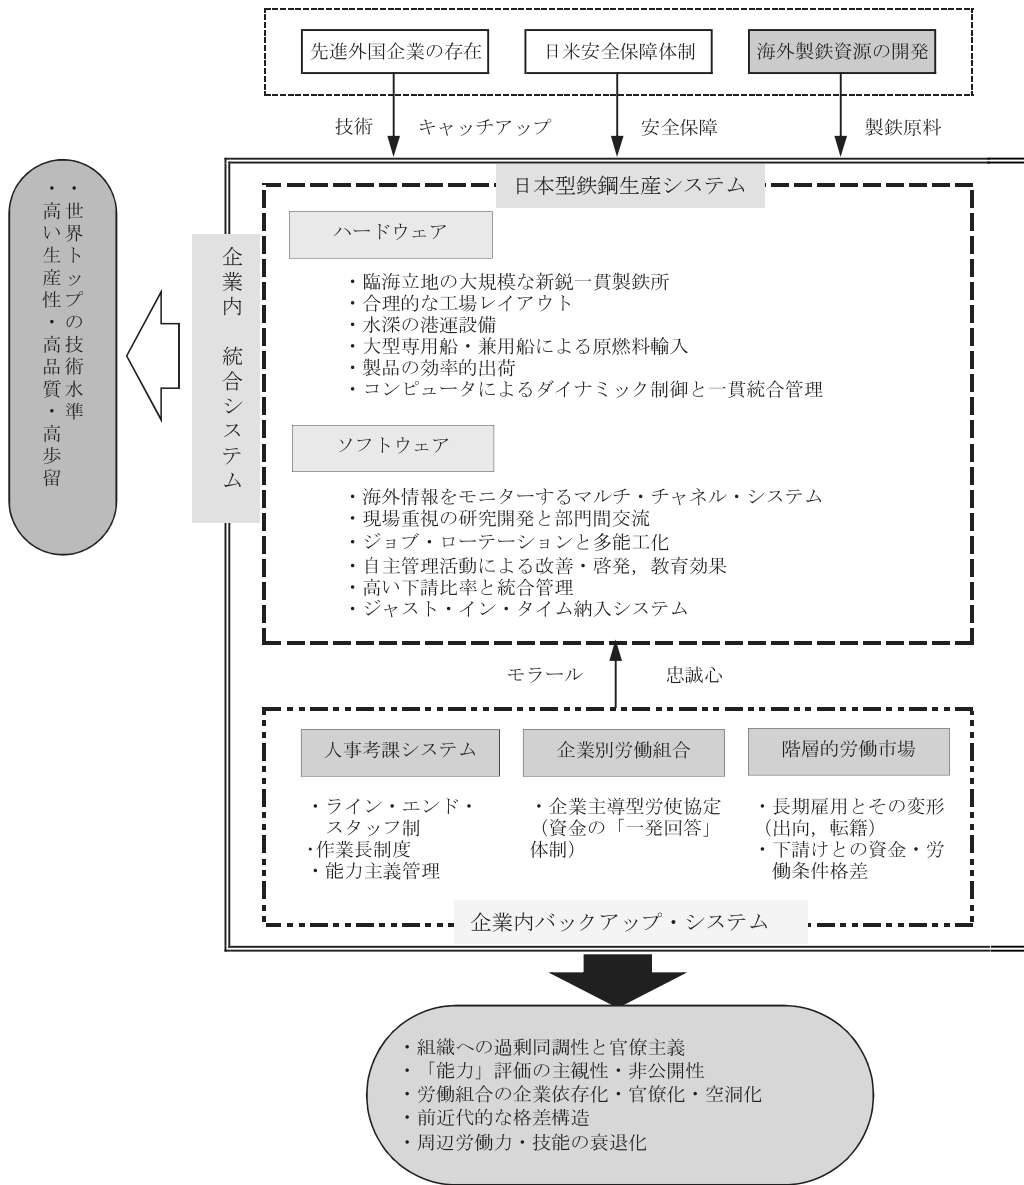 先進外国企業の存在
日米安全保障体制
海外製鉄資源の開発
技術
キャッチアップ
安全保障
製鉄原料
・世界トップの技術水準
・高い生産性・高品質・高歩留
企業内　統合システム
日本型鉄鋼生産システム
ハードウェア
・臨海立地の大規模な新鋭一貫製鉄所
・合理的な工場レイアウト
・水深の港運設備
・大型専用船・兼用船による原燃料輸入
・製品の効率的出荷
・コンピュータによるダイナミック制御と一貫統合管理
ソフトウェア
・海外情報をモニターするマルチ・チャネル・システム
・現場重視の研究開発と部門間交流
・ジョブ・ローテーションと多能工化
・自主管理活動による改善・啓発，教育効果
・高い下請比率と統合管理
・ジャスト・イン・タイム納入システム
モラール
忠誠心
人事考課システム
・ライン・エンド・
スタッフ制
・作業長制度
・能力主義管理
企業別労働組合
・企業主導型労使協定
（資金の「一発回答」
体制）
階層的労働市場
・長期雇用とその変形
（出向，転籍）
・下請けとの資金・労
働条件格差
企業内バックアップ・システム
・組織への過剰同調性と官僚主義
・「能力」評価の主観性・非公開性
・労働組合の企業依存化・官僚化・空洞化
・前近代的な格差構造
・周辺労働力・技能の衰退化